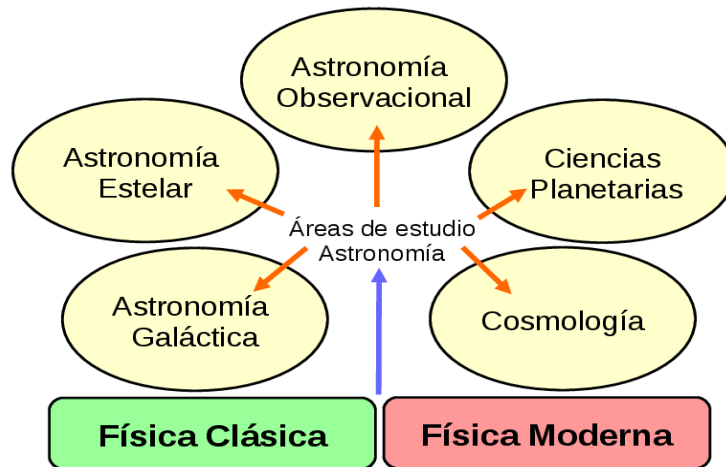 Astronomía
Observacional
Astronomía
Estelar
Ciencias
Planetarias
Áreas de estudio
Astronomía
Astronomía
Galáctica
Cosmología
Física Clásica
Física Moderna